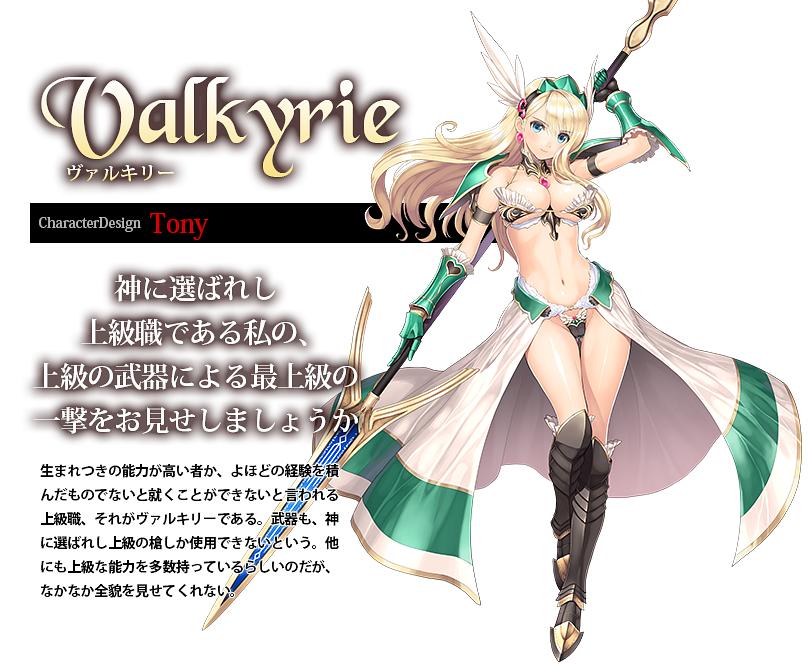 Valkyrie
ヴァルキリー
CharacterDesign Tony
神に選ばれし
上級職である私の、
上級の武器による最上級の
一撃をお見せしましょうか
生まれつきの能力が高い者か、よほどの経験を積
んだものでないと就くことができないと言われる
上級職、それがヴァルキリーである。武器も、神
に選ばれし上級の槍しか使用できないという。他
にも上級な能力を多数持っているらしいのだが、
なかなか全貌を見せてくれない。